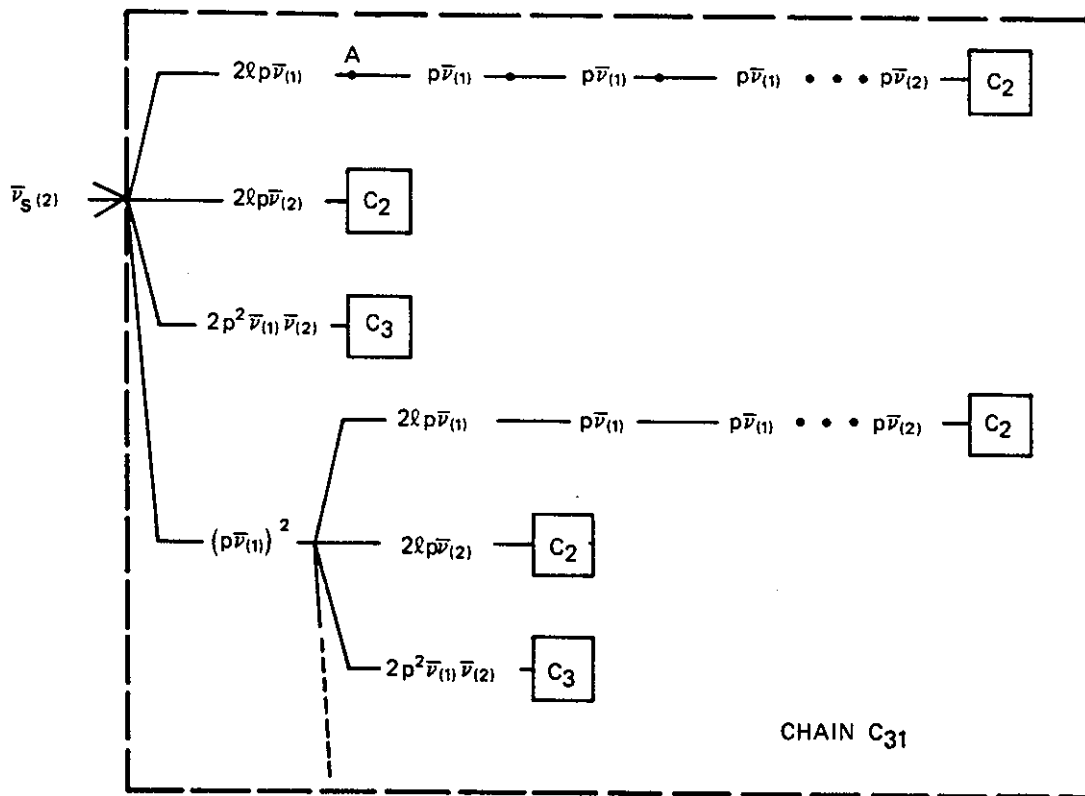 A
2ℓpν̅₍₁₎ pν̅₍₁₎ pν̅₍₁₎ pν̅₍₁₎ • • • pν̅₍₂₎ C₂
ν̅S (2) 2ℓpν̅₍₂₎ C₂
2p²ν̅₍₁₎ν̅₍₂₎ C₃
2ℓpν̅₍₁₎ pν̅₍₁₎ pν̅₍₁₎ • • • pν̅₍₂₎ C₂
(pν̅₍₁₎)² 2ℓpν̅₍₂₎ C₂
2p²ν̅₍₁₎ν̅₍₂₎ C₃
CHAIN C₃₁